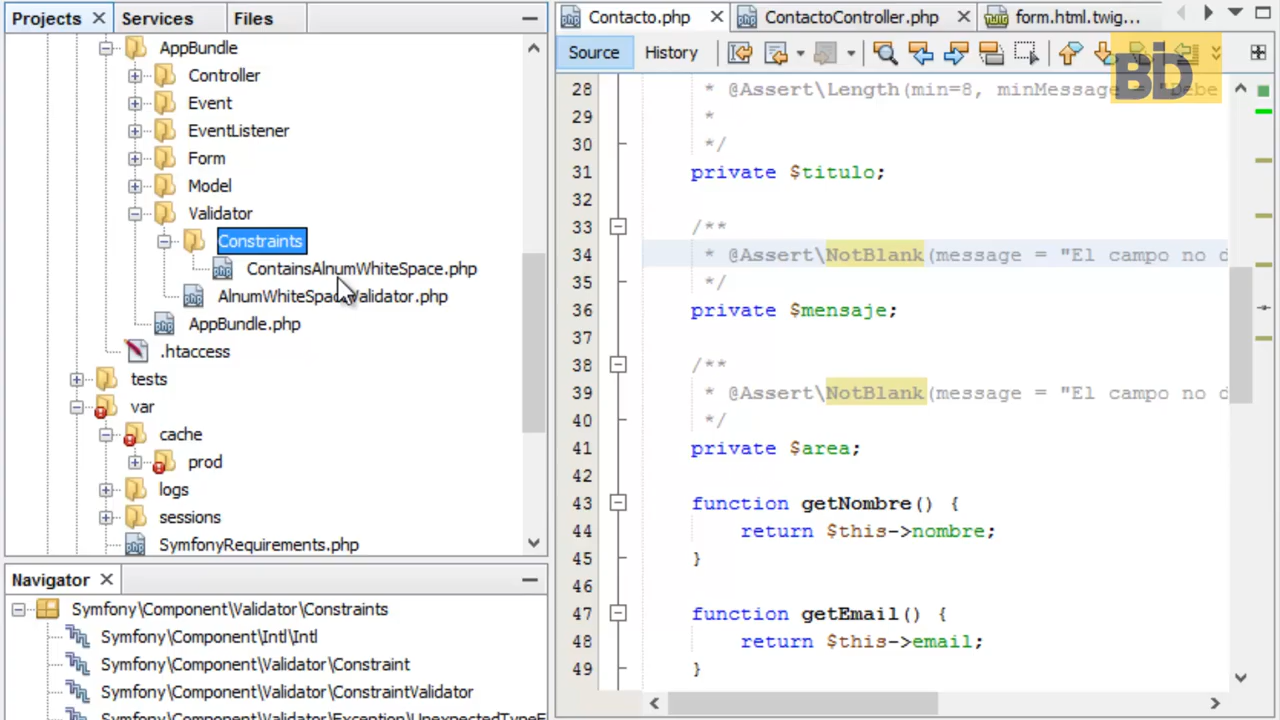 Projects
Services
Files
AppBundle
Controller
Event
EventListener
Form
Model
Validator
Constraints
ContainsAlnumWhiteSpace.php
AppBundle.php
.htaccess
tests
var
cache
prod
logs
sessions
SymfonyRequirements.php
Navigator
Symfony\Component\Validator\Constraints
Symfony\Component\Intl\Intl
Symfony\Component\Validator\Constraint
Symfony\Component\Validator\ConstraintValidator
Contacto.php
ContactoController.php
form.html.twig...
Source
History
BiD
28 * @Assert\Length(min=8, minMessage = "Debe
29 *
30 */
31 private $titulo;
32
33 /**
34 * @Assert\NotBlank(message = "El campo no d
35 */
36 private $mensaje;
37
38 /**
39 * @Assert\NotBlank(message = "El campo no d
40 */
41 private $area;
42
43 function getNombre() {
44 return $this->nombre;
45 }
46
47 function getEmail() {
48 return $this->email;
49 }